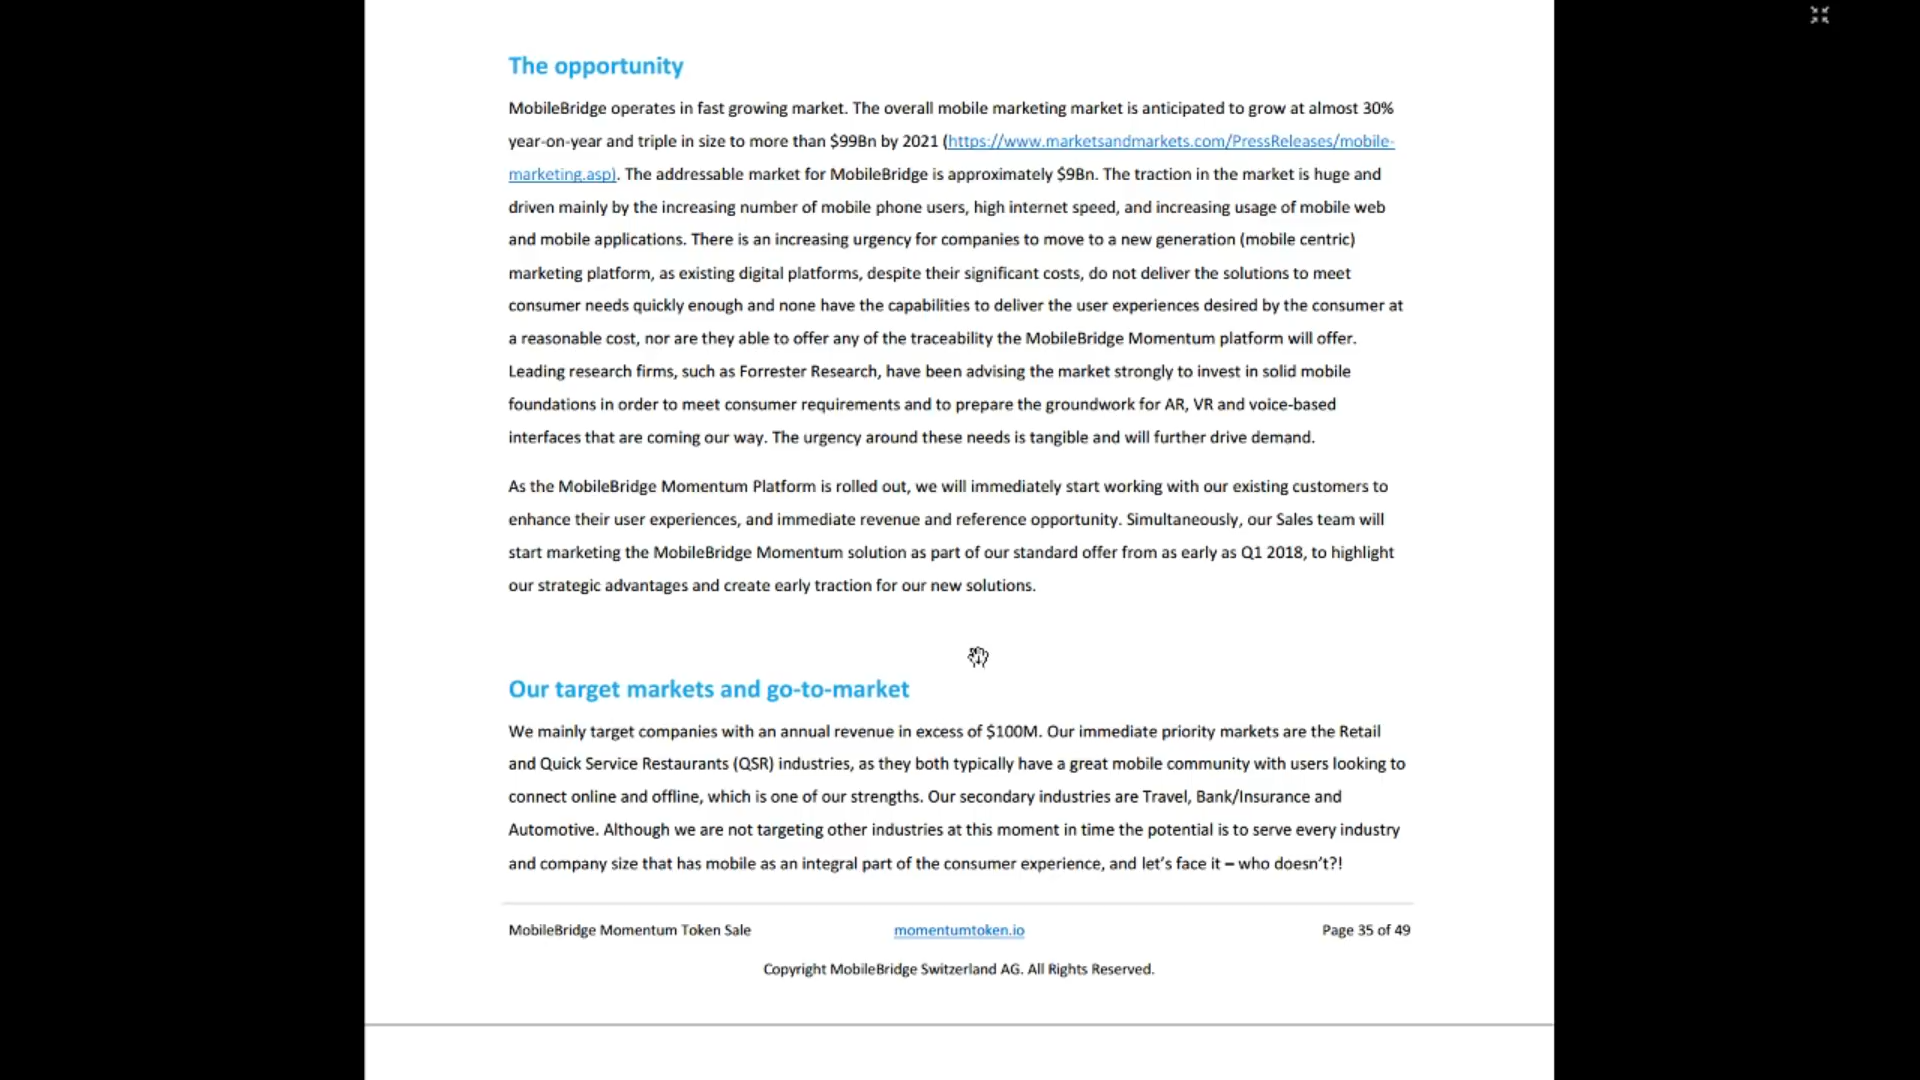 The opportunity
MobileBridge operates in fast growing market. The overall mobile marketing market is anticipated to grow at almost 30%
year-on-year and triple in size to more than $99Bn by 2021 (https://www.marketsandmarkets.com/PressReleases/mobile-
marketing.asp). The addressable market for MobileBridge is approximately $9Bn. The traction in the market is huge and
driven mainly by the increasing number of mobile phone users, high internet speed, and increasing usage of mobile web
and mobile applications. There is an increasing urgency for companies to move to a new generation (mobile centric)
marketing platform, as existing digital platforms, despite their significant costs, do not deliver the solutions to meet
consumer needs quickly enough and none have the capabilities to deliver the user experiences desired by the consumer at
a reasonable cost, nor are they able to offer any of the traceability the MobileBridge Momentum platform will offer.
Leading research firms, such as Forrester Research, have been advising the market strongly to invest in solid mobile
foundations in order to meet consumer requirements and to prepare the groundwork for AR, VR and voice-based
interfaces that are coming our way. The urgency around these needs is tangible and will further drive demand.
As the MobileBridge Momentum Platform is rolled out, we will immediately start working with our existing customers to
enhance their user experiences, and immediate revenue and reference opportunity. Simultaneously, our Sales team will
start marketing the MobileBridge Momentum solution as part of our standard offer from as early as Q1 2018, to highlight
our strategic advantages and create early traction for our new solutions.
Our target markets and go-to-market
We mainly target companies with an annual revenue in excess of $100M. Our immediate priority markets are the Retail
and Quick Service Restaurants (QSR) industries, as they both typically have a great mobile community with users looking to
connect online and offline, which is one of our strengths. Our secondary industries are Travel, Bank/Insurance and
Automotive. Although we are not targeting other industries at this moment in time the potential is to serve every industry
and company size that has mobile as an integral part of the consumer experience, and let's face it – who doesn't?!
MobileBridge Momentum Token Sale momentumtoken.io Page 35 of 49
Copyright MobileBridge Switzerland AG. All Rights Reserved.